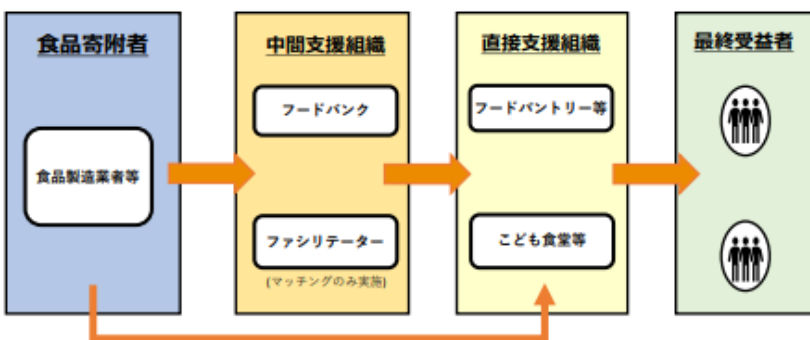 食品寄附者
食品製造業者等
中間支援組織
フードバンク
ファシリテーター
(マッチングのみ実施)
直接支援組織
フードパントリー等
こども食堂等
最終受益者